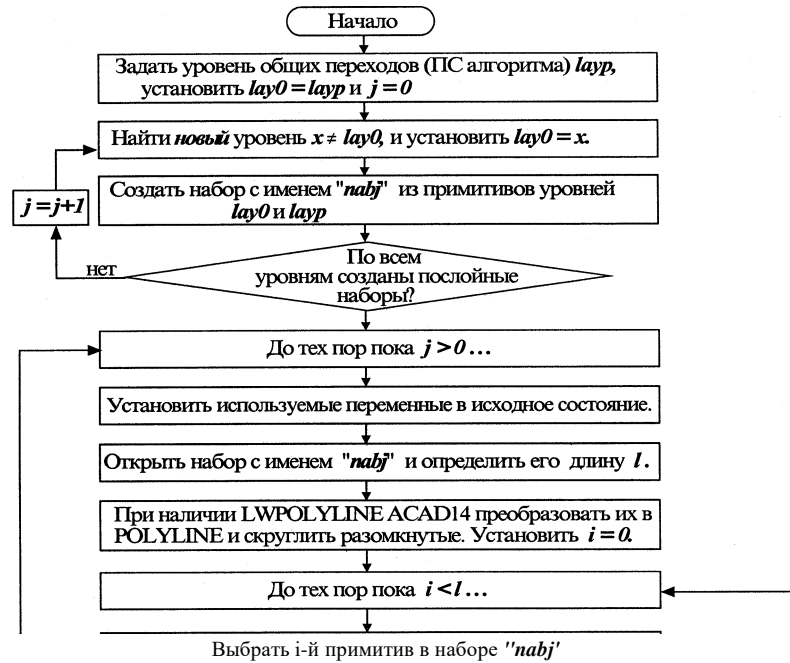 Начало
Задать уровень общих переходов (ПС алгоритма) layp,
установить lay0 = layp и j = 0
Найти новый уровень x ≠ lay0, и установить lay0 = x.
Создать набор с именем "nabj" из примитивов уровней
lay0 и layp
j = j+1
По всем
уровням созданы послойные
наборы?
нет
До тех пор пока j > 0 ...
Установить используемые переменные в исходное состояние.
Открыть набор с именем "nabj" и определить его длину l .
При наличии LWPOLYLINE ACAD14 преобразовать их в
POLYLINE и скруглить разомкнутые. Установить i = 0.
До тех пор пока i < l ...
Выбрать i-й примитив в наборе "nabj'